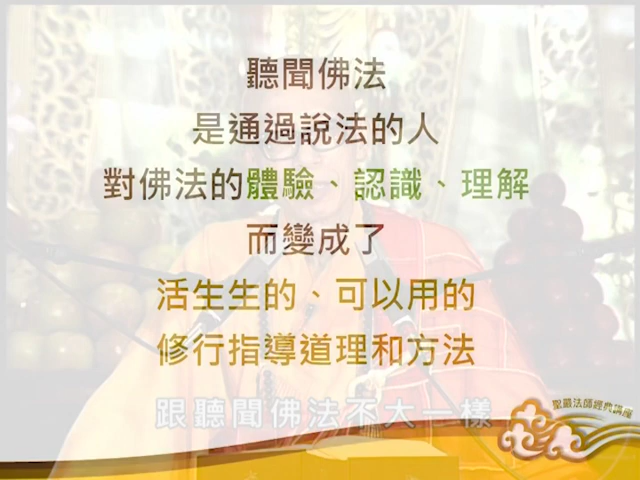 聽聞佛法
是通過說法的人
對佛法的體驗、認識、理解
而變成了
活生生的、可以用的
修行指導道理和方法
跟聽聞佛法不大一樣
聖嚴法師經典講座